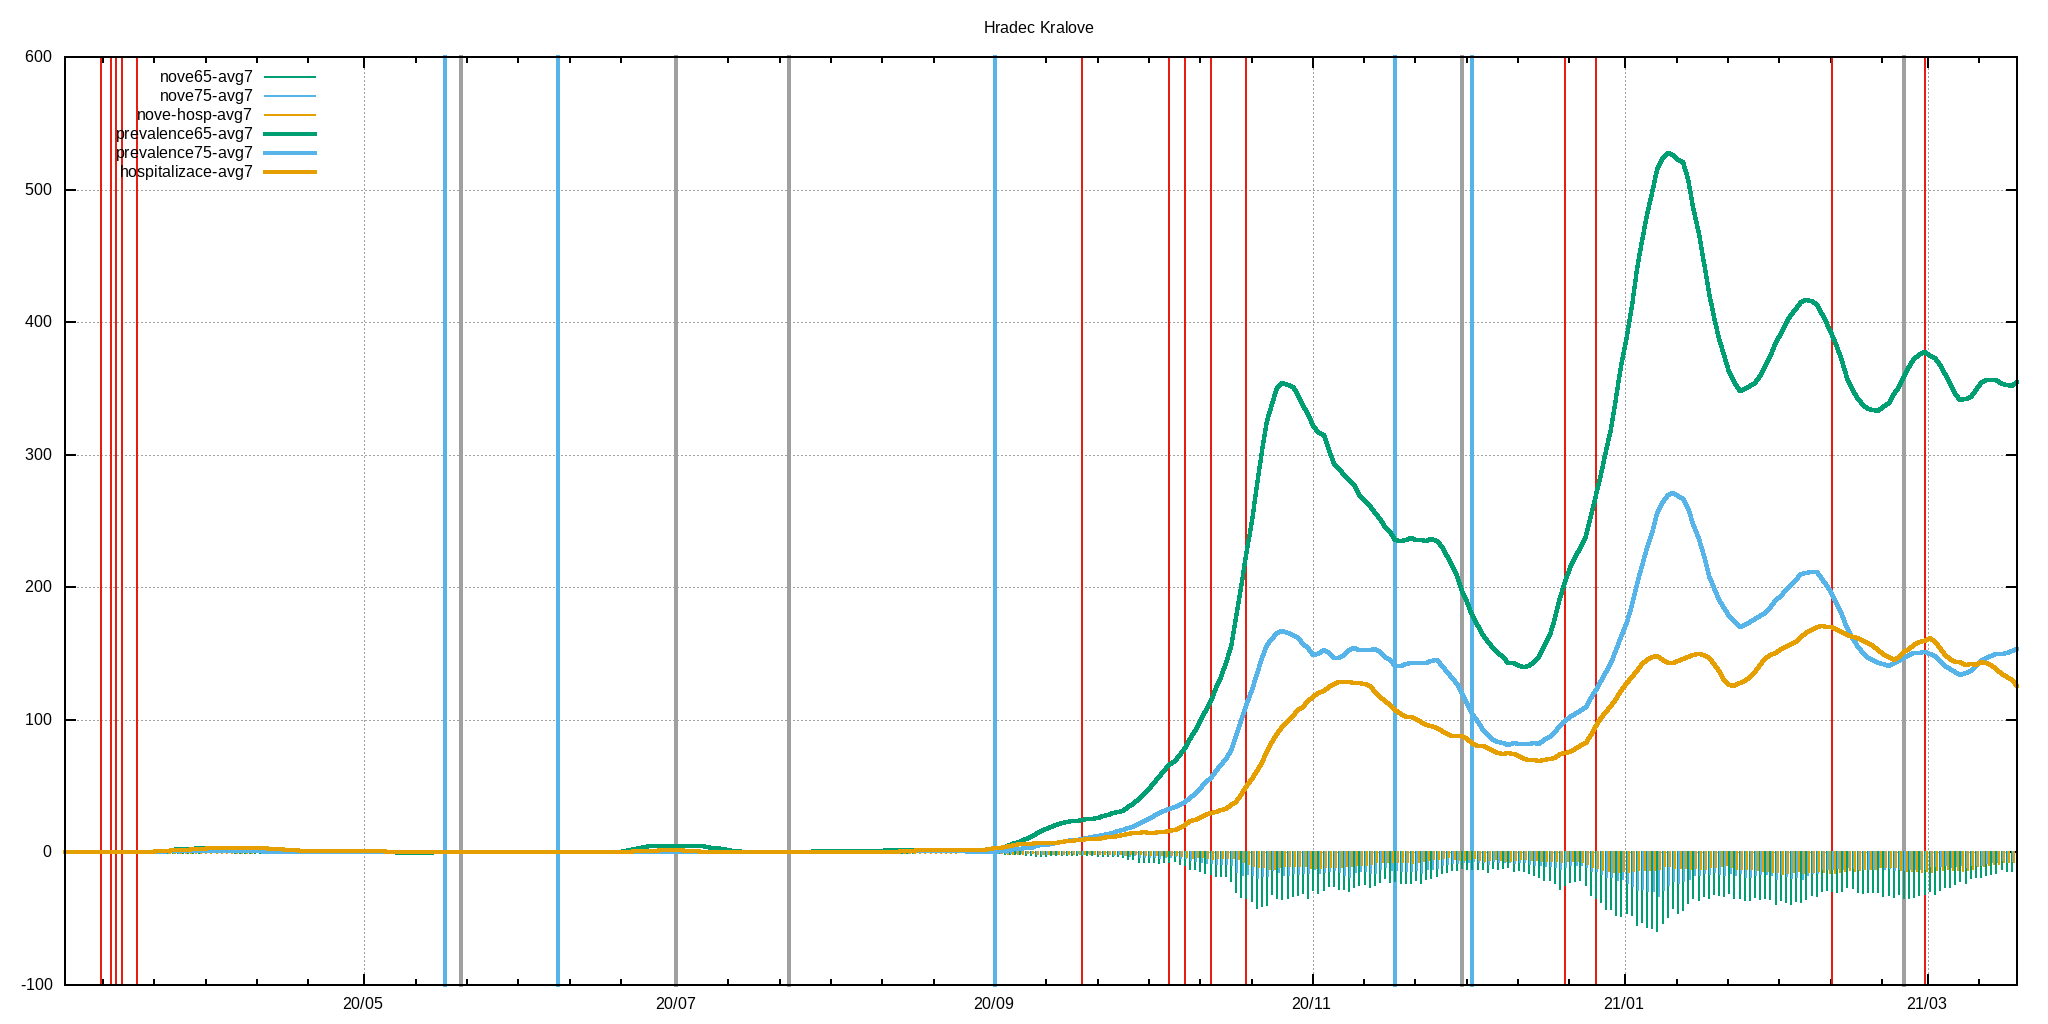 Hradec Kralove
600
500
400
300
200
100
0
-100
nove65-avg7
nove75-avg7
nove-hosp-avg7
prevalence65-avg7
prevalence75-avg7
hospitalizace-avg7
20/05
20/07
20/09
20/11
21/01
21/03